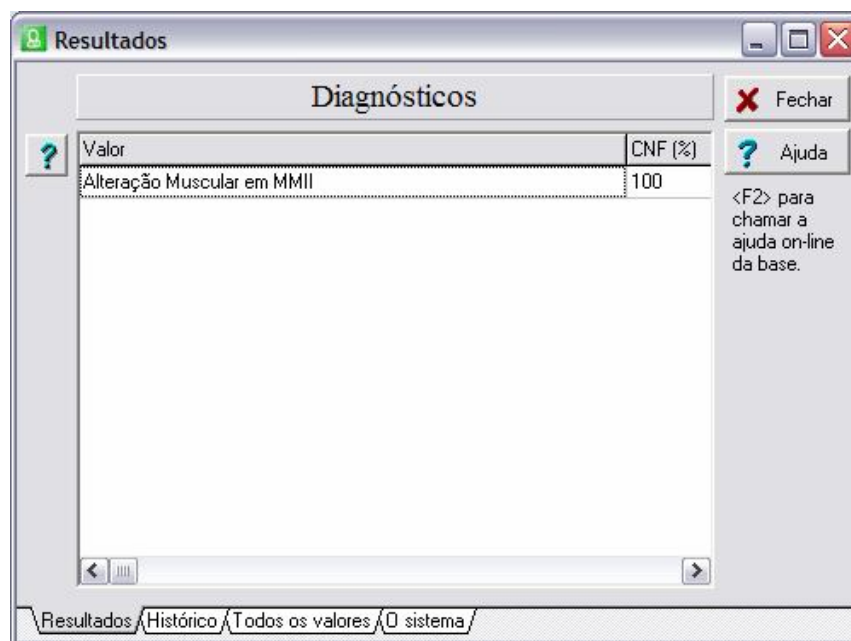 Resultados
Diagnósticos
Fechar
? Ajuda
<F2> para
chamar a
ajuda on-line
da base.
?
Valor CNF (%)
Alteração Muscular em MMII 100
Resultados Histórico Todos os valores O sistema